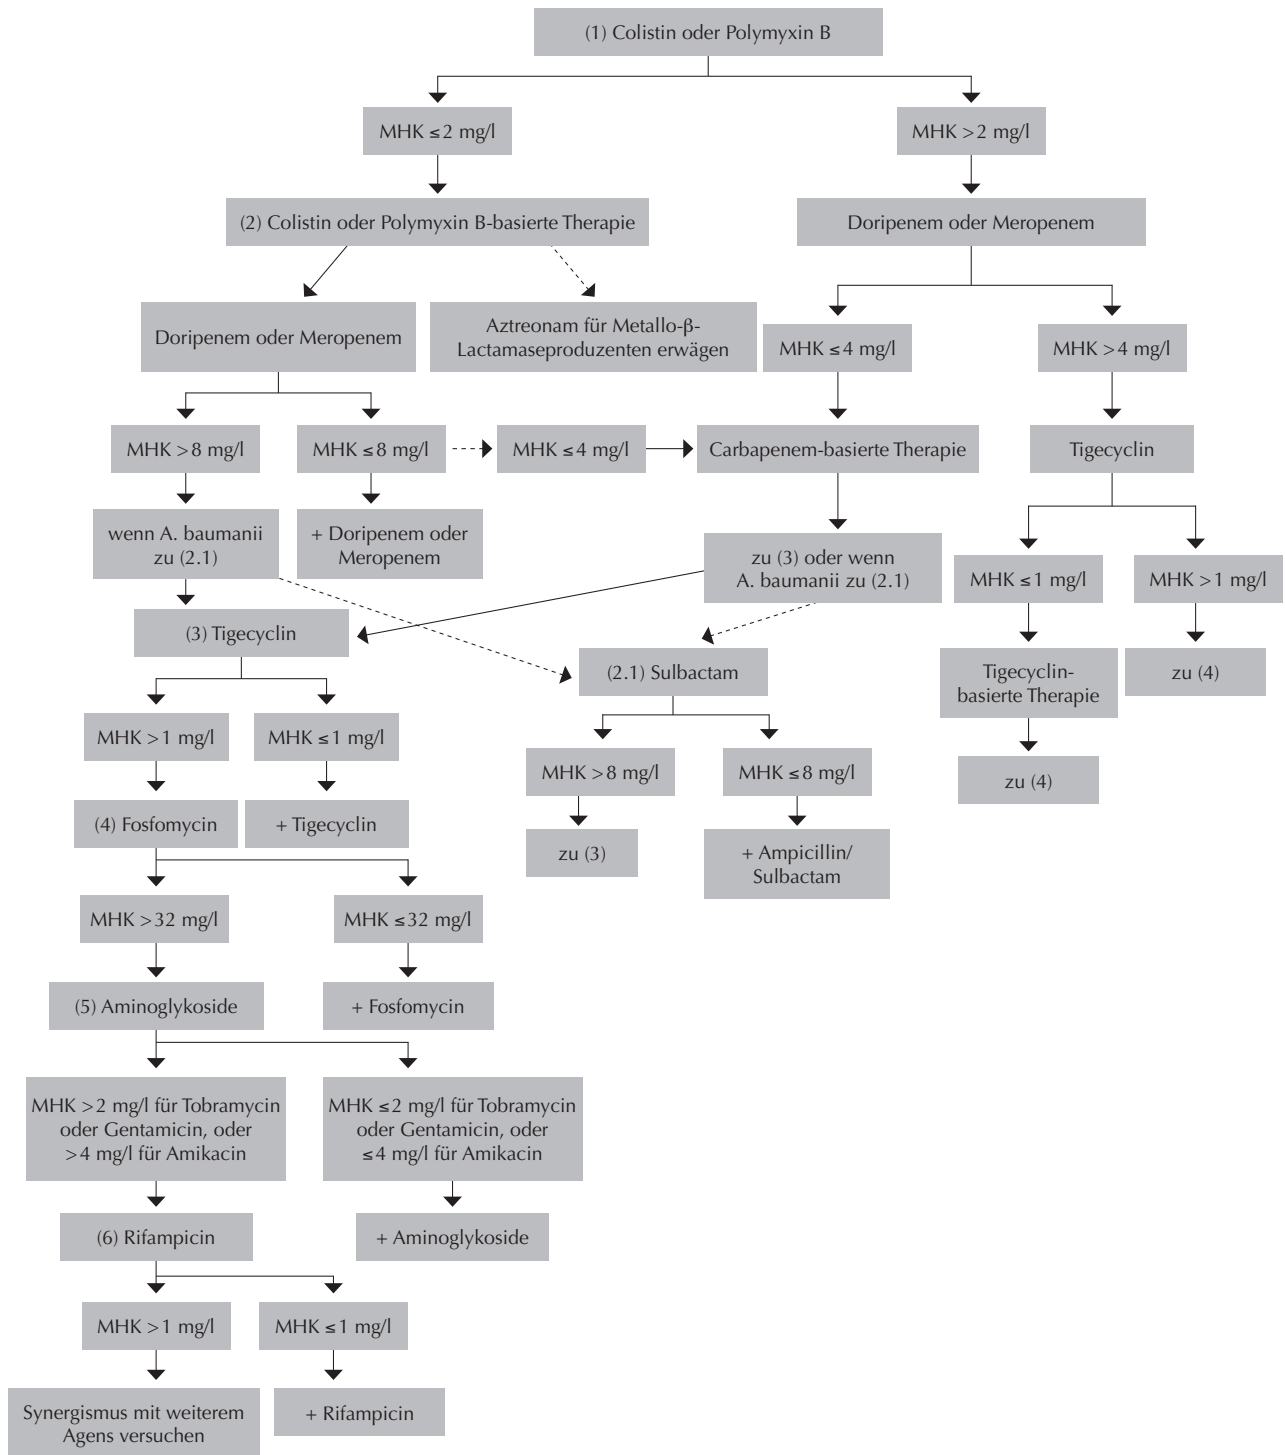 (1) Colistin oder Polymyxin B
MHK ≤2 mg/l
MHK >2 mg/l
(2) Colistin oder Polymyxin B-basierte Therapie
Doripenem oder Meropenem
Doripenem oder Meropenem
Aztreonam für Metallo-β-
Lactamaseproduzenten erwägen
MHK ≤4 mg/l
MHK >4 mg/l
MHK >8 mg/l
MHK ≤8 mg/l
MHK ≤4 mg/l
Carbapenem-basierte Therapie
Tigecyclin
wenn A. baumanii
zu (2.1)
+ Doripenem oder
Meropenem
zu (3) oder wenn
A. baumanii zu (2.1)
MHK ≤1 mg/l
MHK >1 mg/l
(3) Tigecyclin
(2.1) Sulbactam
Tigecyclin-
basierte Therapie
zu (4)
MHK >1 mg/l
MHK ≤1 mg/l
MHK >8 mg/l
MHK ≤8 mg/l
zu (4)
(4) Fosfomycin
+ Tigecyclin
zu (3)
+ Ampicillin/
Sulbactam
MHK >32 mg/l
MHK ≤32 mg/l
(5) Aminoglykoside
+ Fosfomycin
MHK >2 mg/l für Tobramycin
oder Gentamicin, oder
>4 mg/l für Amikacin
MHK ≤2 mg/l für Tobramycin
oder Gentamicin, oder
≤4 mg/l für Amikacin
(6) Rifampicin
+ Aminoglykoside
MHK >1 mg/l
MHK ≤1 mg/l
Synergismus mit weiterem
Agens versuchen
+ Rifampicin